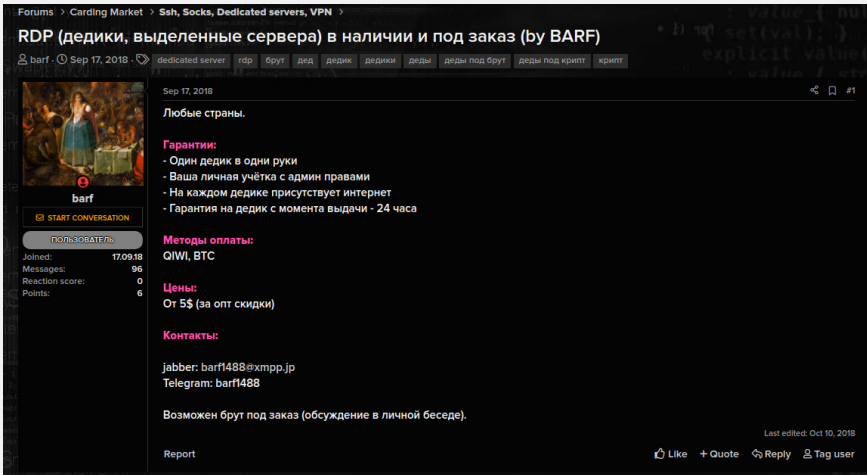 Forums > Carding Market > Ssh, Socks, Dedicated servers, VPN >
RDP (дедики, выделенные сервера) в наличии и под заказ (by BARF)
barf · Sep 17, 2018 · dedicated server rdp брут дед дедик дедики деды деды под брут деды под крипт крипт
Sep 17, 2018 #1
Любые страны.
Гарантии:
- Один дедик в одни руки
- Ваша личная учётка с админ правами
- На каждом дедике присутствует интернет
- Гарантия на дедик с момента выдачи - 24 часа
barf
START CONVERSATION
ПОЛЬЗОВАТЕЛЬ
Joined: 17.09.18
Messages: 96
Reaction score: 0
Points: 6
Методы оплаты:
QIWI, BTC
Цены:
От 5$ (за опт скидки)
Контакты:
jabber: barf1488@xmpp.jp
Telegram: barf1488
Возможен брут под заказ (обсуждение в личной беседе).
Last edited: Oct 10, 2018
Report Like + Quote Reply Tag user